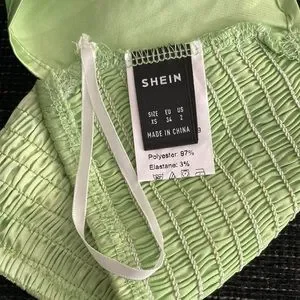 SHEIN
SIZE EU US
XS 34 2
MADE IN CHINA
Polyester: 97%
Elastane: 3%